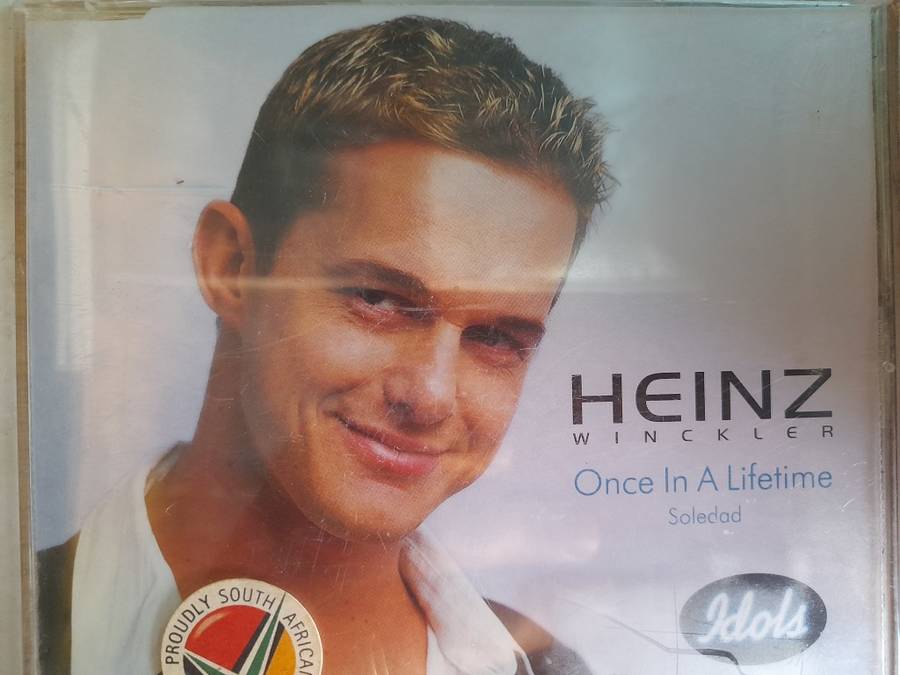 HEINZ
WINCKLER
Once In A Lifetime
Soledad
Idols
PROUDLY SOUTH AFRICAN